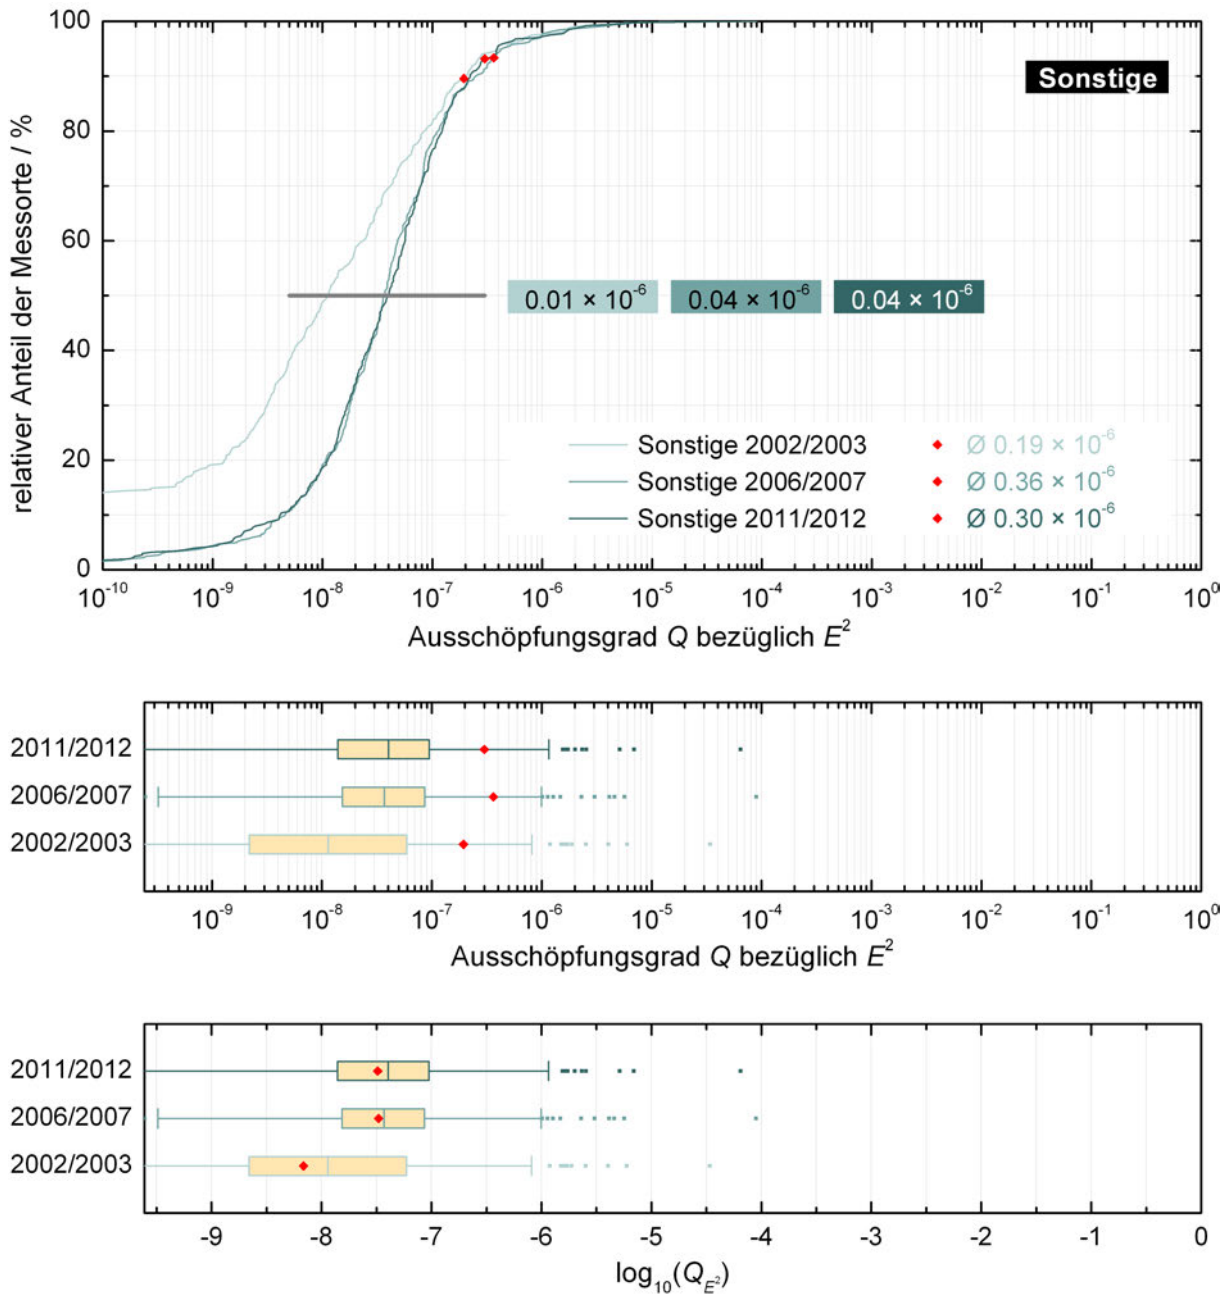 100
80
60
40
20
0
relativer Anteil der Messorte / %
Sonstige
0.01 × 10⁻⁶ 0.04 × 10⁻⁶ 0.04 × 10⁻⁶
Sonstige 2002/2003 Ø 0.19 × 10⁻⁶
Sonstige 2006/2007 Ø 0.36 × 10⁻⁶
Sonstige 2011/2012 Ø 0.30 × 10⁻⁶
10⁻¹⁰ 10⁻⁹ 10⁻⁸ 10⁻⁷ 10⁻⁶ 10⁻⁵ 10⁻⁴ 10⁻³ 10⁻² 10⁻¹ 10⁰
Ausschöpfungsgrad Q bezüglich E²
2011/2012
2006/2007
2002/2003
10⁻⁹ 10⁻⁸ 10⁻⁷ 10⁻⁶ 10⁻⁵ 10⁻⁴ 10⁻³ 10⁻² 10⁻¹ 10⁰
Ausschöpfungsgrad Q bezüglich E²
2011/2012
2006/2007
2002/2003
-9 -8 -7 -6 -5 -4 -3 -2 -1 0
log₁₀(Q_E²)